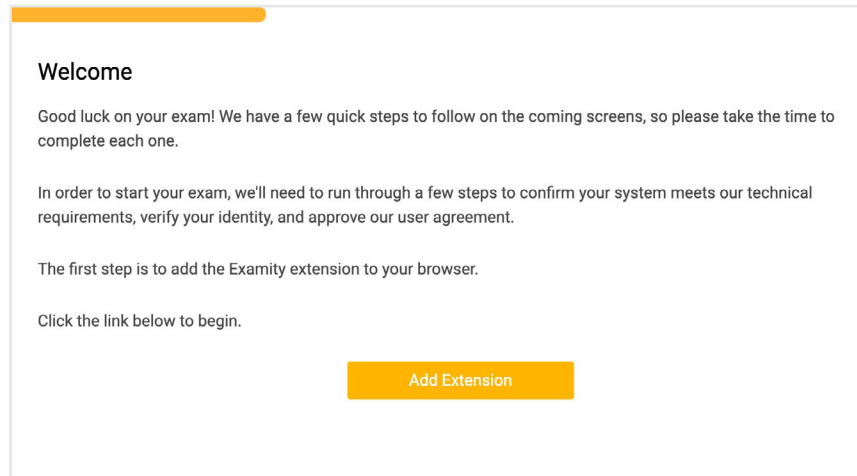 Welcome
Good luck on your exam! We have a few quick steps to follow on the coming screens, so please take the time to
complete each one.
In order to start your exam, we'll need to run through a few steps to confirm your system meets our technical
requirements, verify your identity, and approve our user agreement.
The first step is to add the Examity extension to your browser.
Click the link below to begin.
Add Extension